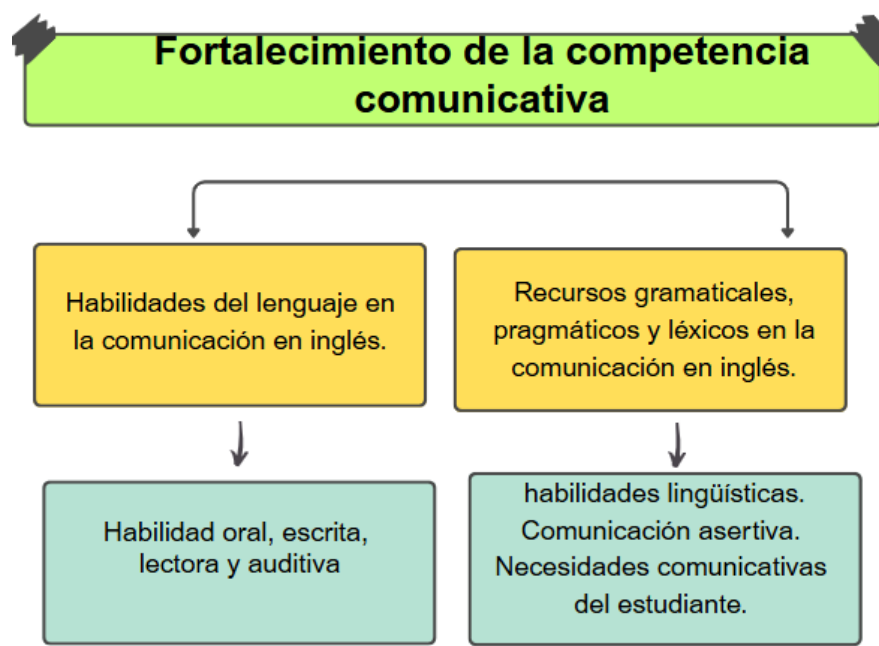 Fortalecimiento de la competencia
comunicativa
Habilidades del lenguaje en
la comunicación en inglés.
Recursos gramaticales,
pragmáticos y léxicos en la
comunicación en inglés.
Habilidad oral, escrita,
lectora y auditiva
habilidades lingüísticas.
Comunicación asertiva.
Necesidades comunicativas
del estudiante.